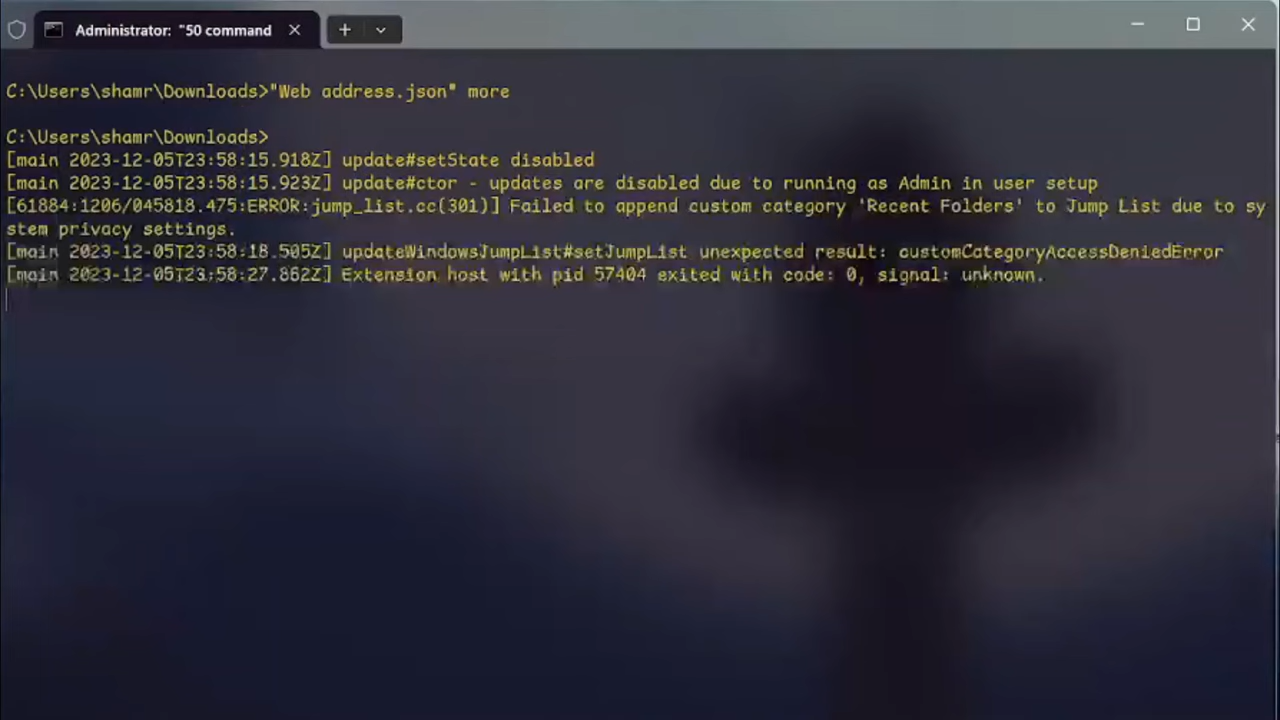 Administrator: "50 command
C:\Users\shamr\Downloads>"Web address.json" more
C:\Users\shamr\Downloads>
[main 2023-12-05T23:58:15.918Z] update#setState disabled
[main 2023-12-05T23:58:15.923Z] update#ctor - updates are disabled due to running as Admin in user setup
[61884:1206/045818.475:ERROR:jump_list.cc(301)] Failed to append custom category 'Recent Folders' to Jump List due to sy
stem privacy settings.
[main 2023-12-05T23:58:18.505Z] updateWindowsJumpList#setJumpList unexpected result: customCategoryAccessDeniedError
[main 2023-12-05T23:58:27.862Z] Extension host with pid 57404 exited with code: 0, signal: unknown.